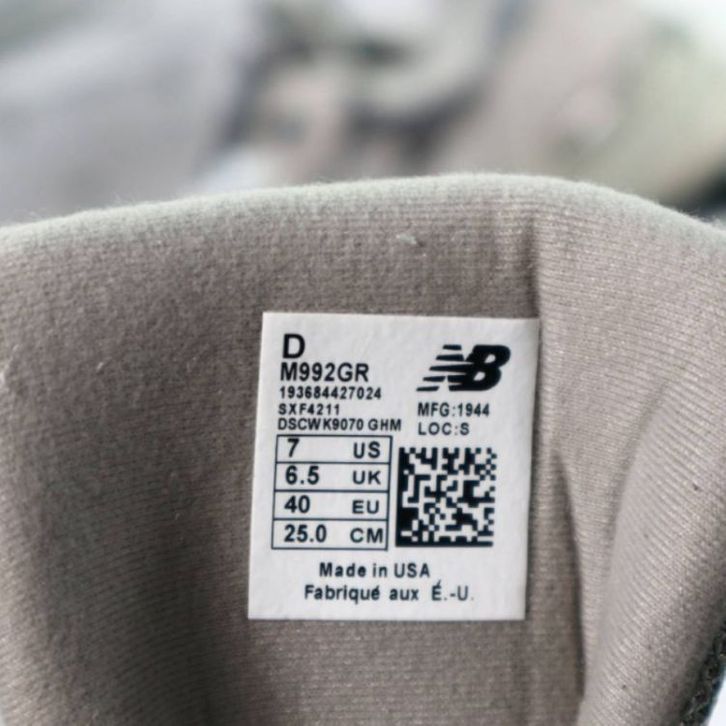 D
M992GR
193684427024
SXF4211
DSCWK9070 GHM
NB
MFG:1944
LOC:S
7 US
6.5 UK
40 EU
25.0 CM
Made in USA
Fabriqué aux É.-U.